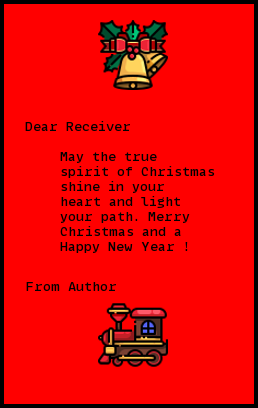 Dear Receiver
May the true
spirit of Christmas
shine in your
heart and light
your path. Merry
Christmas and a
Happy New Year !
From Author